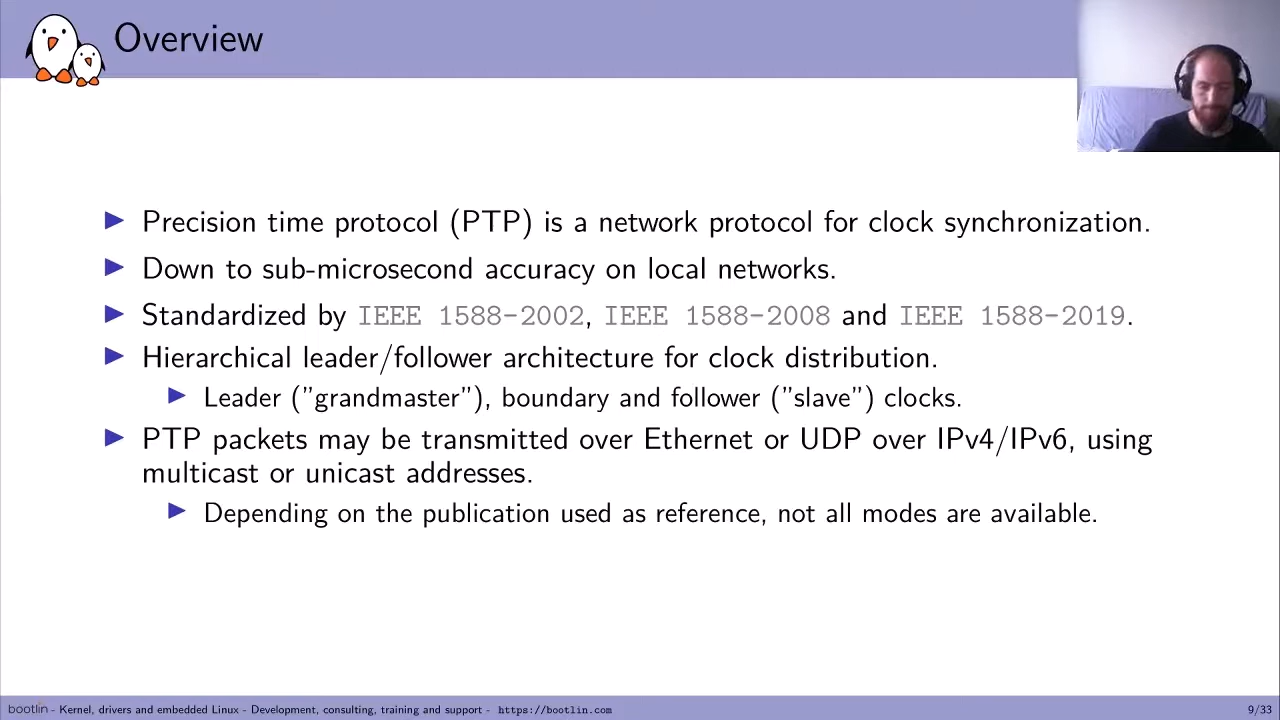 Overview
▶ Precision time protocol (PTP) is a network protocol for clock synchronization.
▶ Down to sub-microsecond accuracy on local networks.
▶ Standardized by IEEE 1588-2002, IEEE 1588-2008 and IEEE 1588-2019.
▶ Hierarchical leader/follower architecture for clock distribution.
▶ Leader ("grandmaster"), boundary and follower ("slave") clocks.
▶ PTP packets may be transmitted over Ethernet or UDP over IPv4/IPv6, using
multicast or unicast addresses.
▶ Depending on the publication used as reference, not all modes are available.
bootlin - Kernel, drivers and embedded Linux - Development, consulting, training and support - https://bootlin.com 9/33